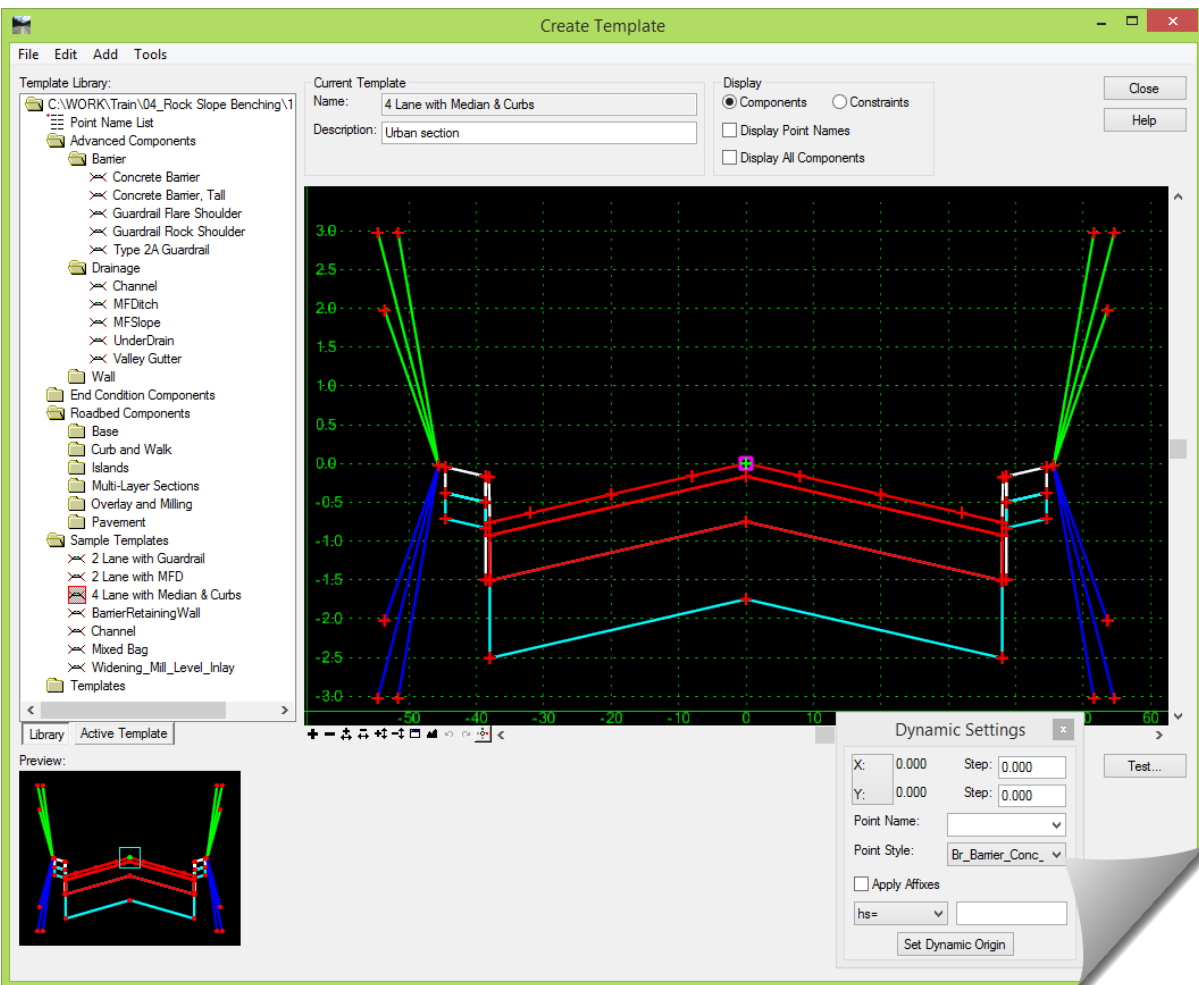 Create Template
File Edit Add Tools
Template Library:
C:\WORK\Train\04_Rock Slope Benching\1
Point Name List
Advanced Components
Barrier
Concrete Barrier
Concrete Barrier, Tall
Guardrail Flare Shoulder
Guardrail Rock Shoulder
Type 2A Guardrail
Drainage
Channel
MFDitch
MFSlope
UnderDrain
Valley Gutter
Wall
End Condition Components
Roadbed Components
Base
Curb and Walk
Islands
Multi-Layer Sections
Overlay and Milling
Pavement
Sample Templates
2 Lane with Guardrail
2 Lane with MFD
4 Lane with Median & Curbs
BarrierRetainingWall
Channel
Mixed Bag
Widening_Mill_Level_Inlay
Templates
Library Active Template
Preview:
Current Template
Name: 4 Lane with Median & Curbs
Description: Urban section
Display
Components Constraints
Display Point Names
Display All Components
Close
Help
3.0
2.5
2.0
1.5
1.0
0.5
0.0
-0.5
-1.0
-1.5
-2.0
-2.5
-3.0
-50 -40 -30 -20 -10 0 10 0 60
Test...
Dynamic Settings x
X: 0.000 Step: 0.000
Y: 0.000 Step: 0.000
Point Name:
Point Style: Br_Barrier_Conc_
Apply Affixes
hs=
Set Dynamic Origin